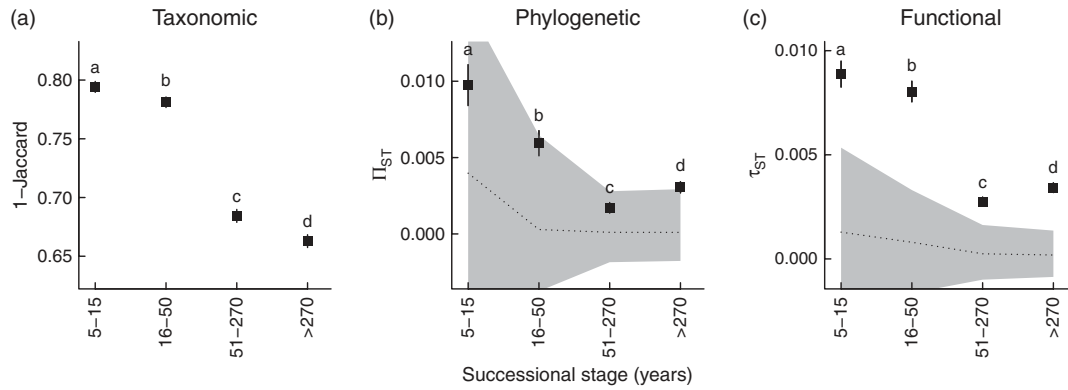 (a) Taxonomic
1−Jaccard
0.80
0.75
0.70
0.65
a
b
c
d
5−15
16−50
51−270
>270
(b) Phylogenetic
ΠST
0.010
0.005
0.000
a
b
c
d
5−15
16−50
51−270
>270
(c) Functional
τST
0.010
0.005
0.000
a
b
c
d
5−15
16−50
51−270
>270
Successional stage (years)